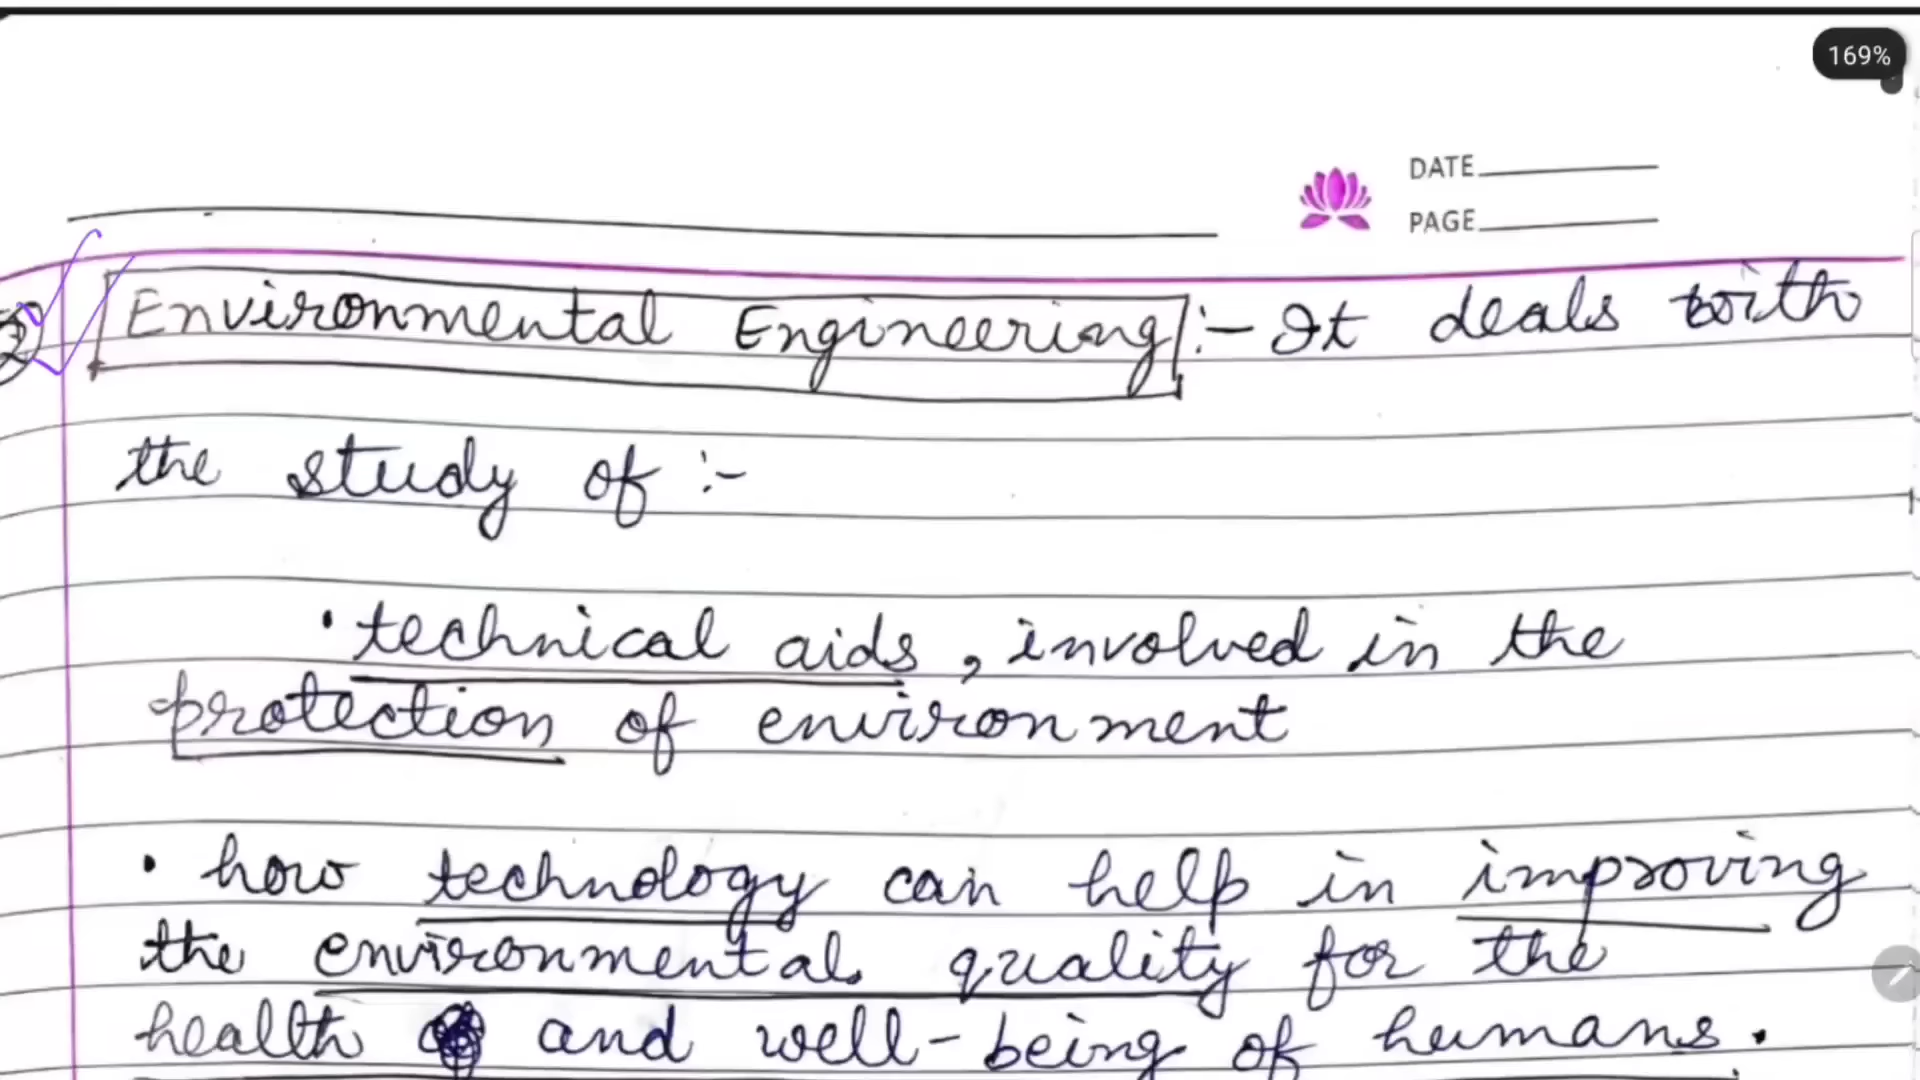 169%
DATE
PAGE
2) Environmental Engineering :- It deals with
the study of :-
• technical aids, involved in the
protection of environment
• how technology can help in improving
the environmental quality for the
health and well-being of humans.